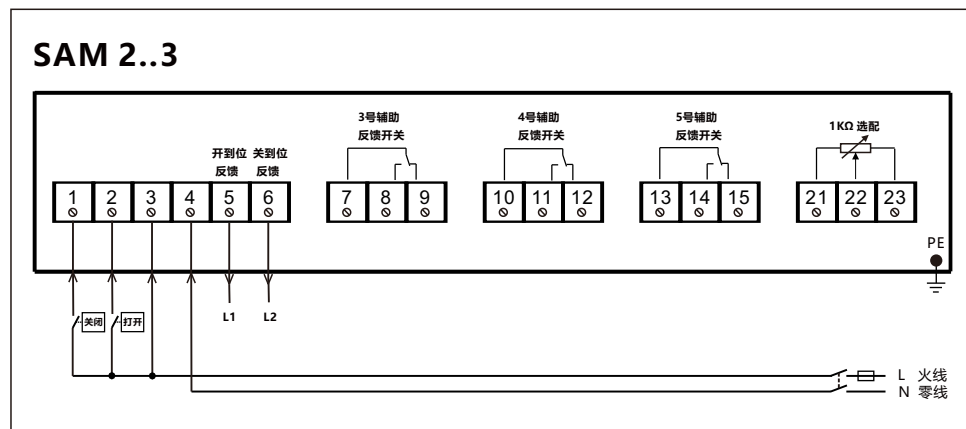 SAM 2..3
3号辅助
反馈开关
4号辅助
反馈开关
5号辅助
反馈开关
1KΩ 选配
开到位 关到位
反馈 反馈
1 2 3 4 5 6 7 8 9 10 11 12 13 14 15 21 22 23
PE
L1 L2
关闭 打开
L 火线
N 零线